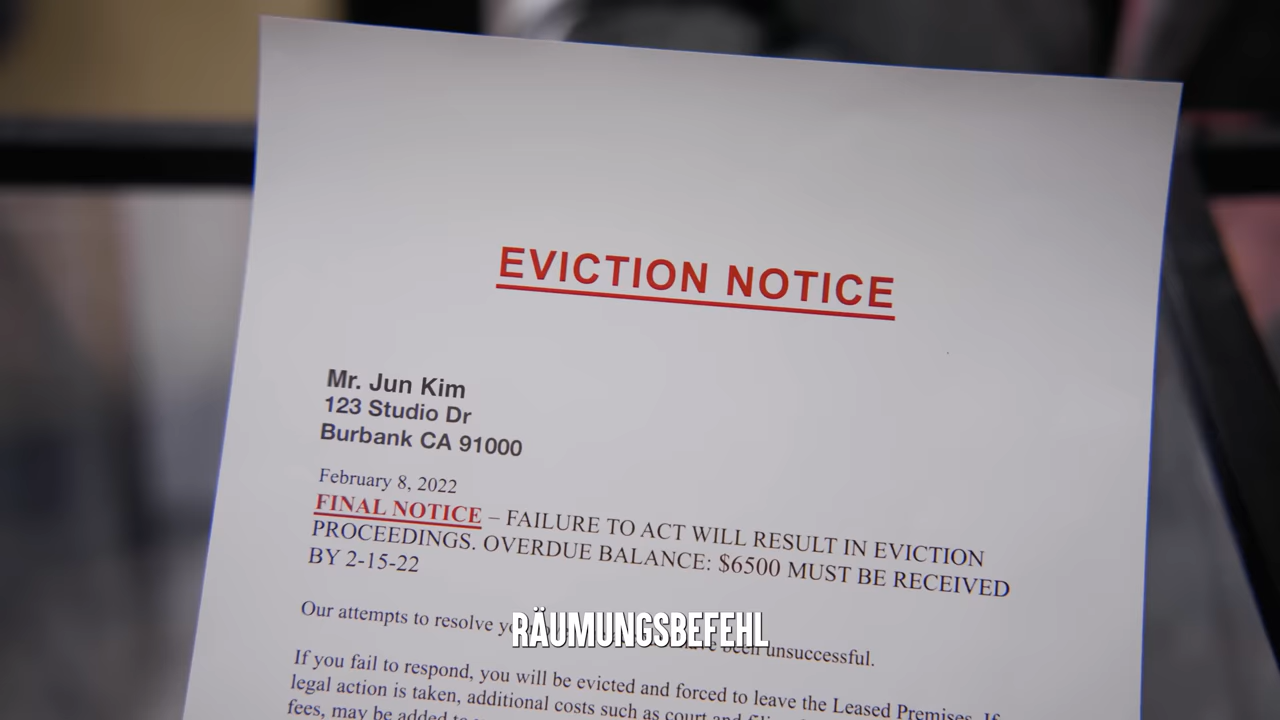 EVICTION NOTICE
Mr. Jun Kim
123 Studio Dr
Burbank CA 91000
February 8, 2022
FINAL NOTICE – FAILURE TO ACT WILL RESULT IN EVICTION
PROCEEDINGS. OVERDUE BALANCE: $6500 MUST BE RECEIVED
BY 2-15-22
Our attempts to resolve have been unsuccessful.
RÄUMUNGSBEFEHL
If you fail to respond, you will be evicted and forced to leave the Leased Premises. If
legal action is taken, additional costs such as court and
fees, may be added to